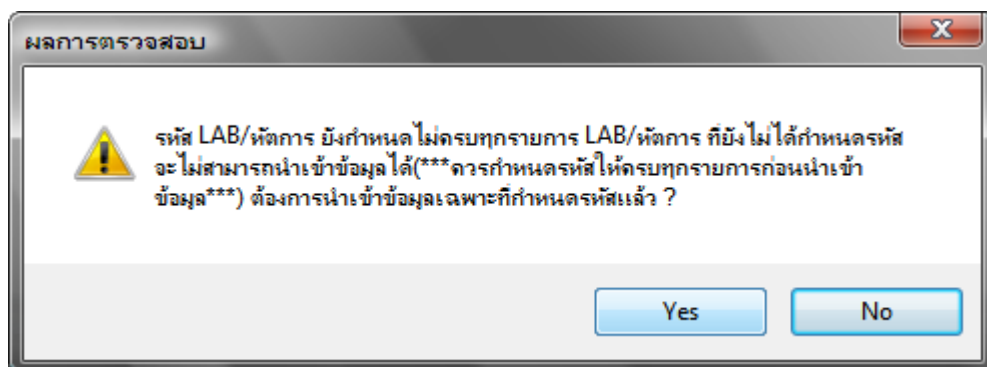 ผลการตรวจสอบ
รหัส LAB/หัตการ ยังกำหนดไม่ครบทุกรายการ LAB/หัตการ ที่ยังไม่ได้กำหนดรหัส
จะไม่สามารถนำเข้าข้อมูลได้(***ควรกำหนดรหัสให้ครบทุกรายการก่อนนำเข้า
ข้อมูล***) ต้องการนำเข้าข้อมูลเฉพาะที่กำหนดรหัสแล้ว ?
Yes
No